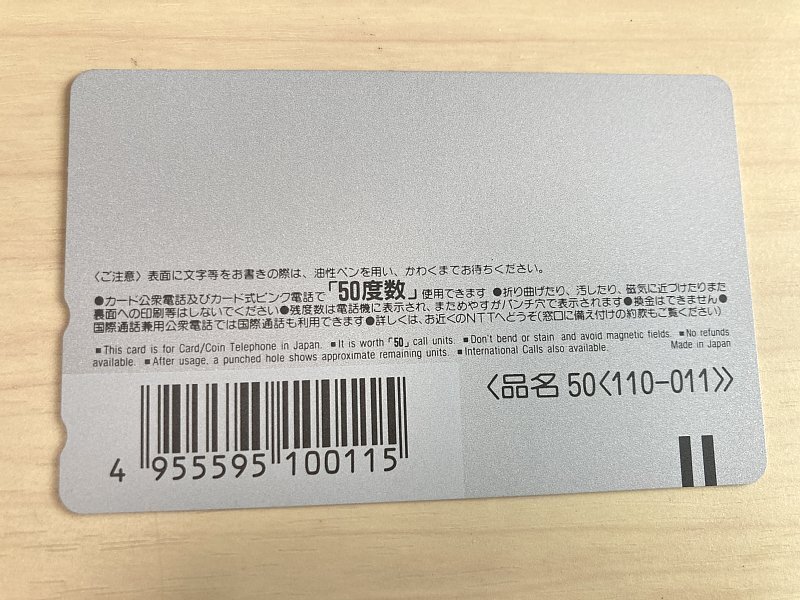 〈ご注意〉表面に文字等をお書きの際は、油性ペンを用い、かわくまでお待ちください。
●カード公衆電話及びカード式ピンク電話で「50度数」使用できます ●折り曲げたり、汚したり、磁気に近づけたりまた
裏面への印刷等はしないでください●残度数は電話機に表示され、まためやすがパンチ穴で表示されます●換金はできません●
国際通話兼用公衆電話では国際通話も利用できます●詳しくは、お近くのNTTへどうぞ(窓口に備え付けの約款もご覧ください)
■This card is for Card/Coin Telephone in Japan. ■It is worth「50」call units. ■Don't bend or stain and avoid magnetic fields. ■No refunds
available. ■After usage, a punched hole shows approximate remaining units. ■International Calls also available. Made in Japan
〈品名 50〈110-011〉〉
4 955595 100115